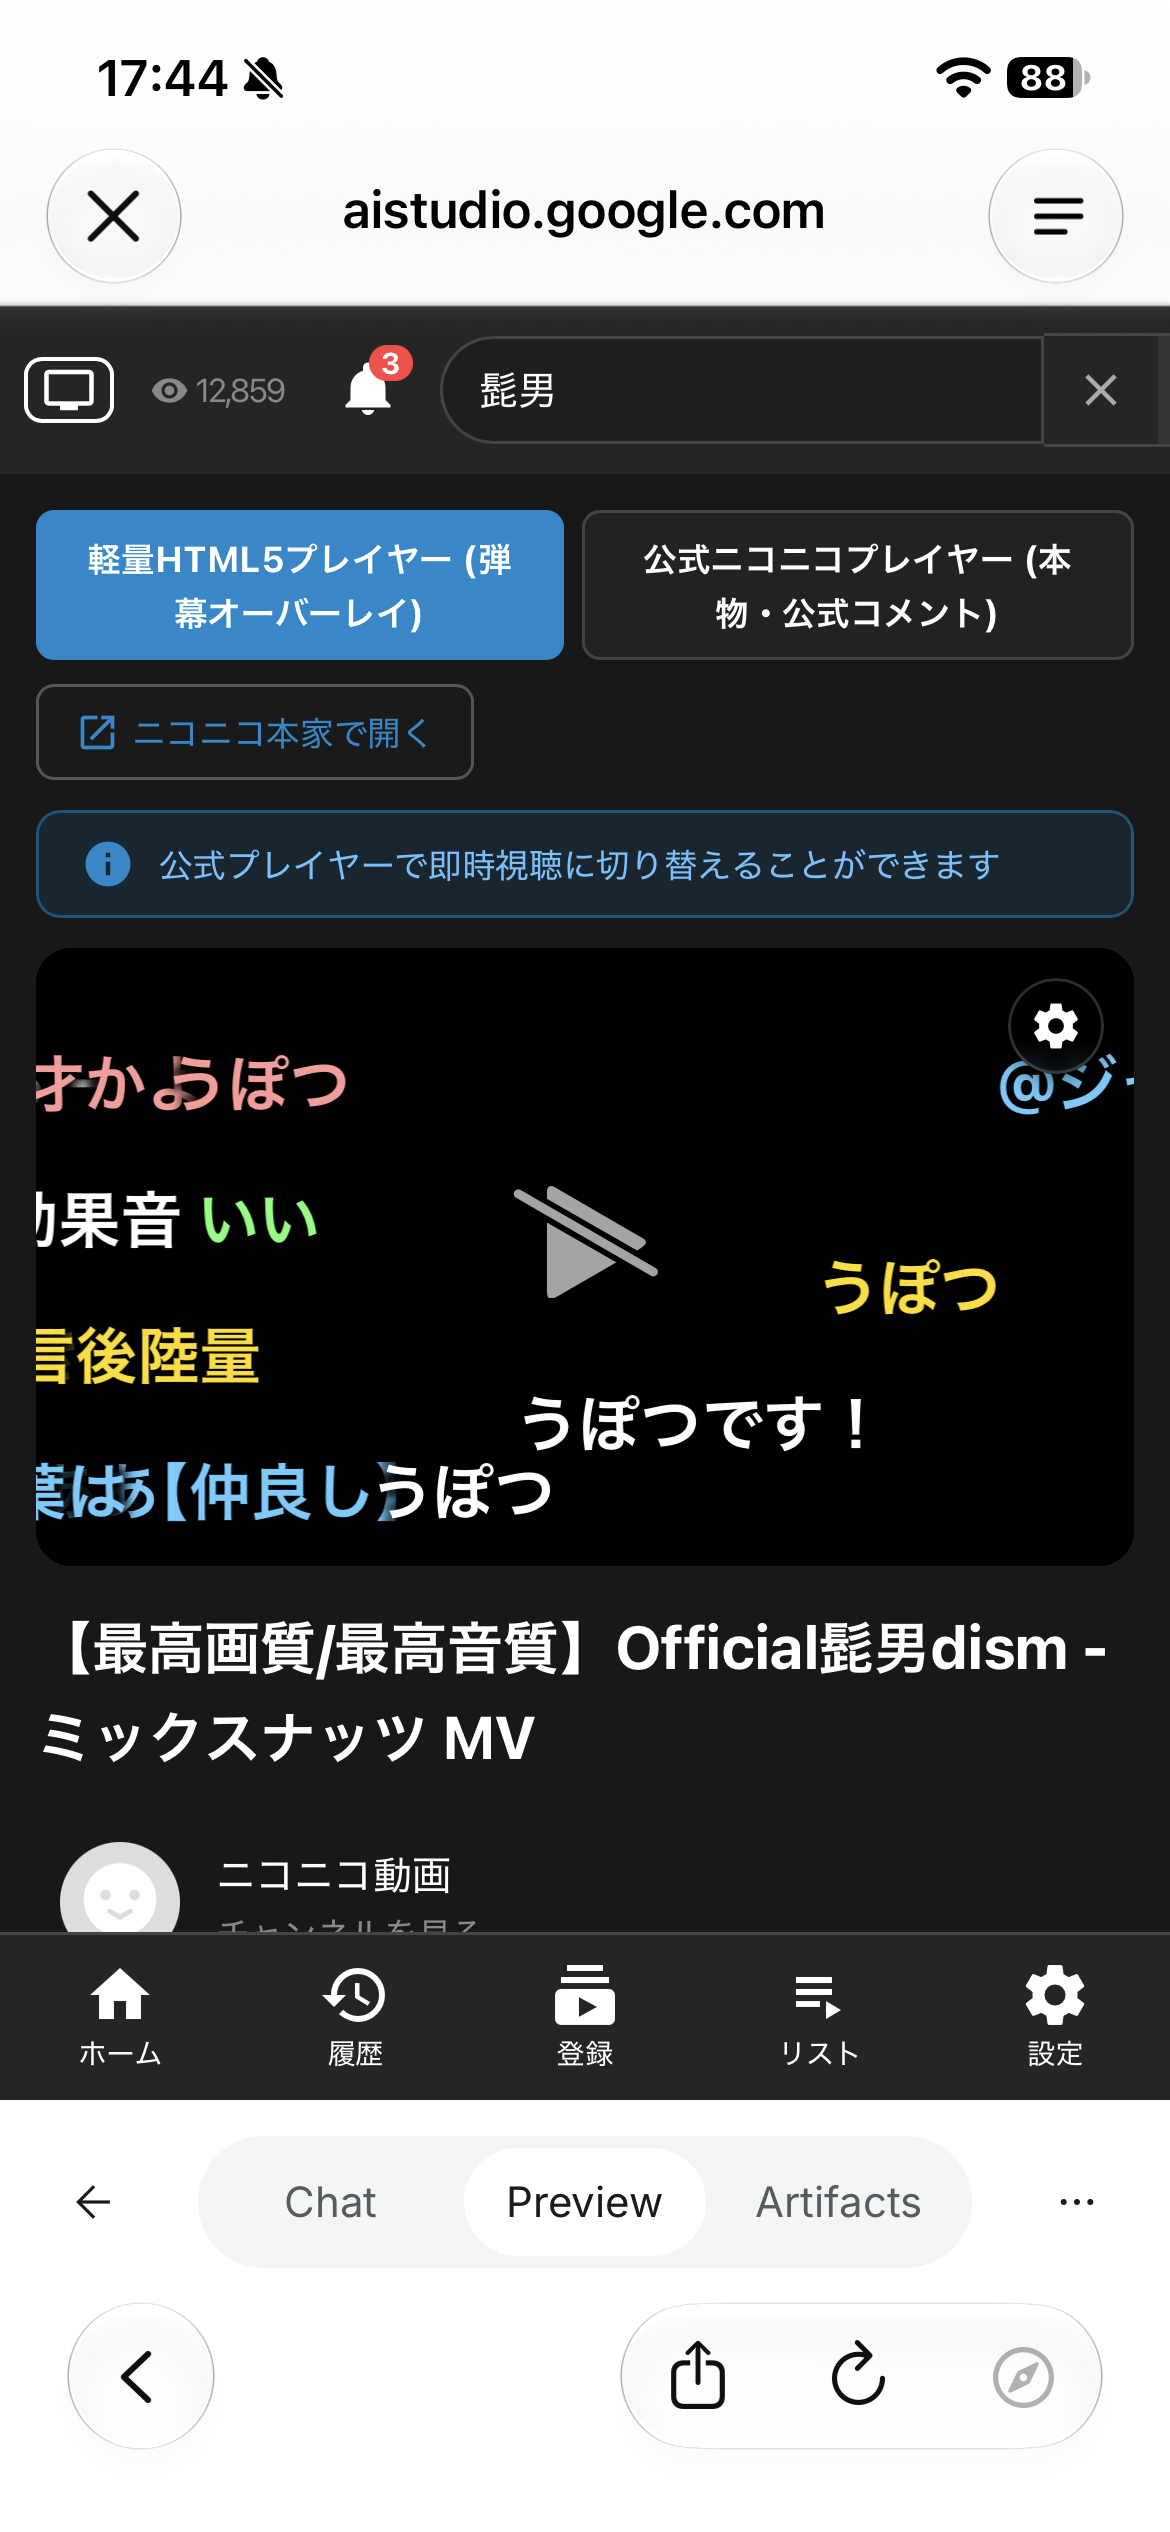 17:44
88
aistudio.google.com
12,859
3
髭男
軽量HTML5プレイヤー (弾
幕オーバーレイ)
公式ニコニコプレイヤー (本
物・公式コメント)
ニコニコ本家で開く
公式プレイヤーで即時視聴に切り替えることができます
うぽつ
@ジ
果音 いい
うぽつ
後陸量
うぽつです！
【仲良し】うぽつ
【最高画質/最高音質】Official髭男dism -
ミックスナッツ MV
ニコニコ動画
チャンネルを見る
ホーム
履歴
登録
リスト
設定
Chat
Preview
Artifacts